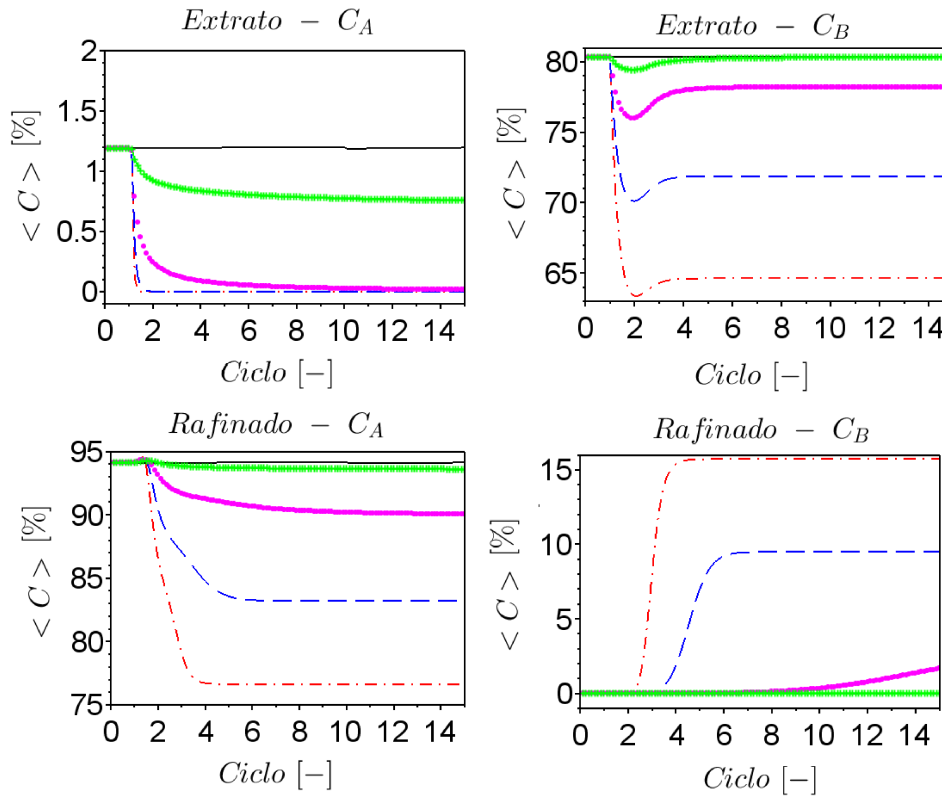 Extrato − C_A
< C > [%]
2
1.5
1
0.5
0
0 2 4 6 8 10 12 14
Ciclo [−]
Extrato − C_B
< C > [%]
80
75
70
65
0 2 4 6 8 10 12 14
Ciclo [−]
Rafinado − C_A
< C > [%]
95
90
85
80
75
0 2 4 6 8 10 12 14
Ciclo [−]
Rafinado − C_B
< C > [%]
15
10
5
0
0 2 4 6 8 10 12 14
Ciclo [−]